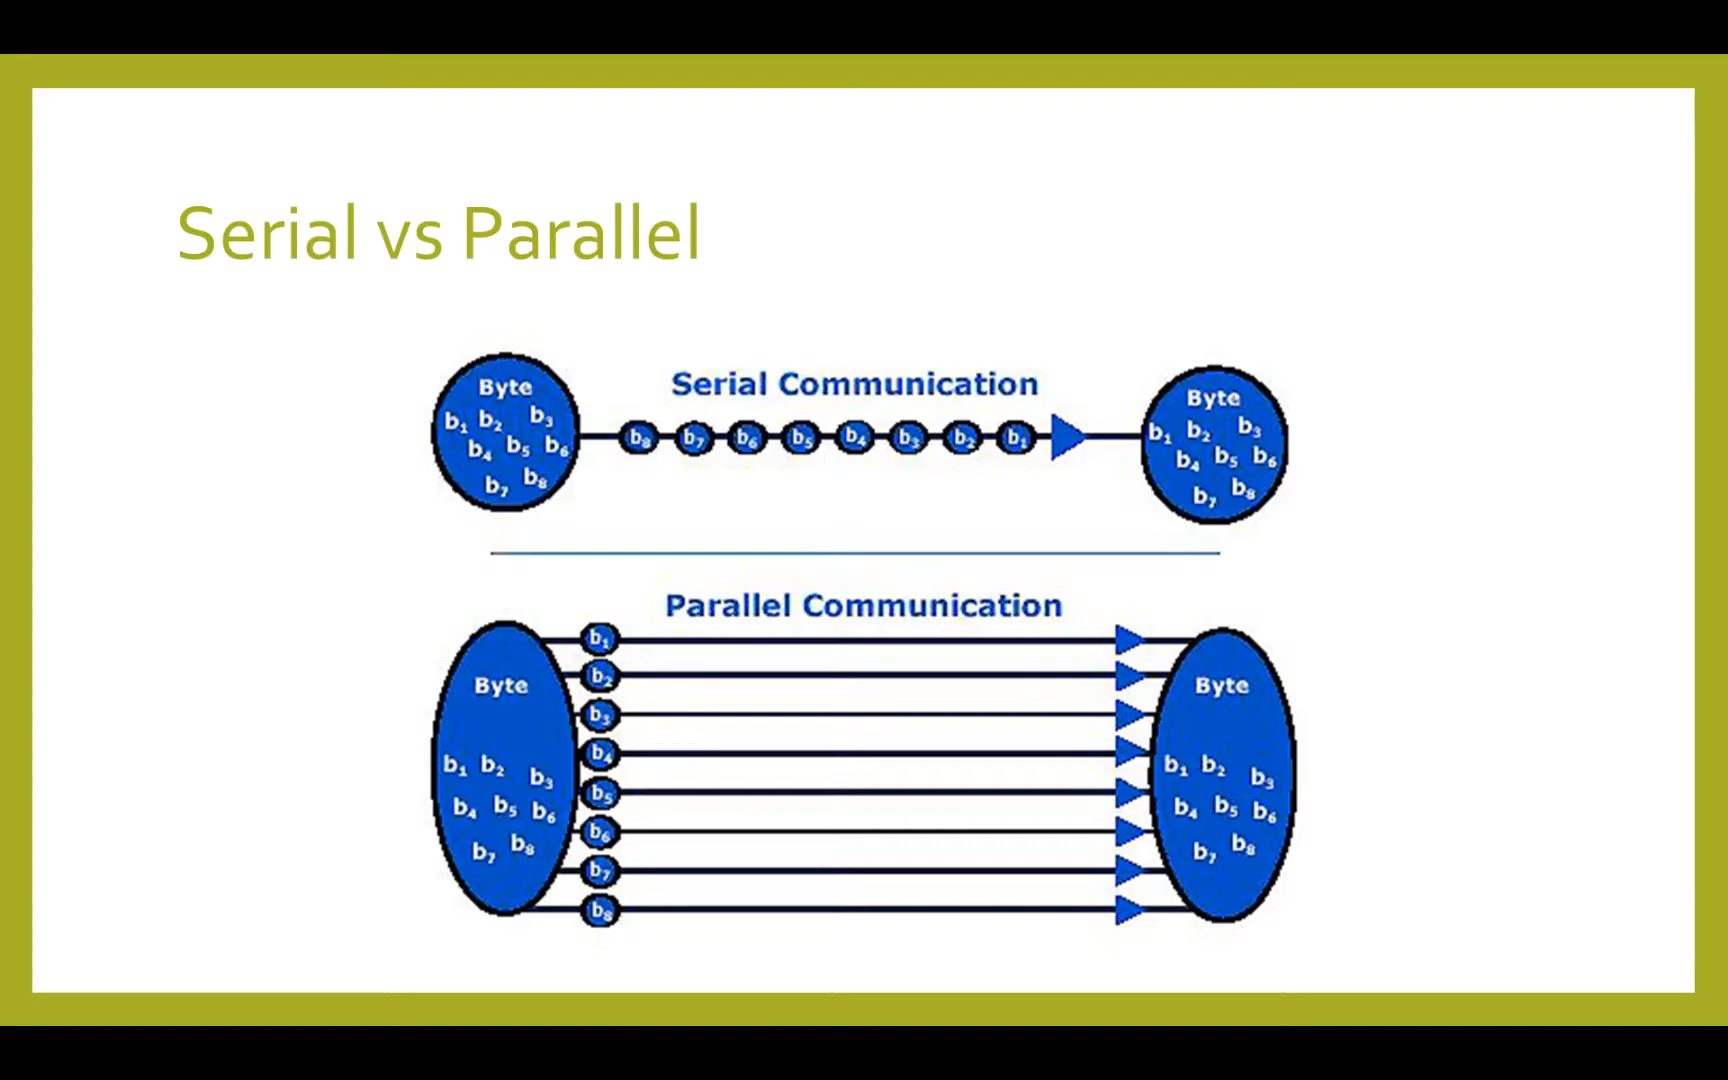 Serial vs Parallel
Serial Communication
Byte
b₁ b₂ b₃
b₄ b₅ b₆
b₇ b₈
b₈ b₇ b₆ b₅ b₄ b₃ b₂ b₁
Byte
b₁ b₂ b₃
b₄ b₅ b₆
b₇ b₈
Parallel Communication
Byte
b₁ b₂ b₃
b₄ b₅ b₆
b₇ b₈
b₁
b₂
b₃
b₄
b₅
b₆
b₇
b₈
Byte
b₁ b₂ b₃
b₄ b₅ b₆
b₇ b₈